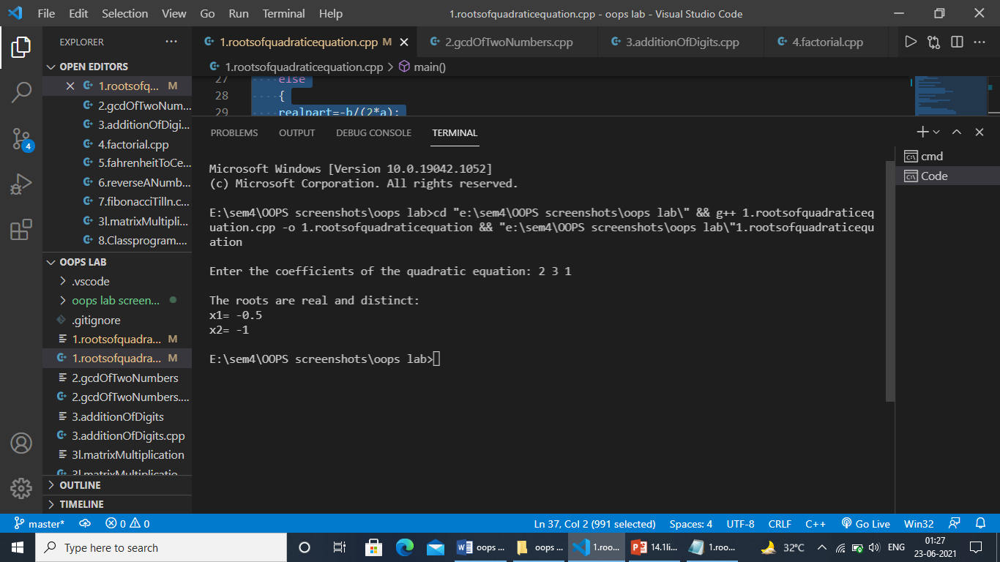 File Edit Selection View Go Run Terminal Help 1.rootsofquadraticequation.cpp - oops lab - Visual Studio Code
EXPLORER
OPEN EDITORS
1.rootsofq... M
2.gcdOfTwoNum...
3.additionOfDigi...
4.factorial.cpp
5.fahrenheitToCe...
6.reverseANumb...
7.fibonacciTilln.c...
3l.matrixMultipli...
8.Classprogram....
OOPS LAB
.vscode
oops lab screen...
.gitignore
1.rootsofquadra... M
1.rootsofquadra... M
2.gcdOfTwoNumbers
2.gcdOfTwoNumbers....
3.additionOfDigits
3.additionOfDigits.cpp
3l.matrixMultiplication
3l.matrixMultiplicatio
OUTLINE
TIMELINE
4
1.rootsofquadraticequation.cpp M 2.gcdOfTwoNumbers.cpp 3.additionOfDigits.cpp 4.factorial.cpp
1.rootsofquadraticequation.cpp > main()
27 else
28 {
29 realpart=-b/(2*a);
PROBLEMS OUTPUT DEBUG CONSOLE TERMINAL
cmd
Code
Microsoft Windows [Version 10.0.19042.1052]
(c) Microsoft Corporation. All rights reserved.
E:\sem4\OOPS screenshots\oops lab>cd "e:\sem4\OOPS screenshots\oops lab\" && g++ 1.rootsofquadraticeq
uation.cpp -o 1.rootsofquadraticequation && "e:\sem4\OOPS screenshots\oops lab\"1.rootsofquadraticequ
ation
Enter the coefficients of the quadratic equation: 2 3 1
The roots are real and distinct:
x1= -0.5
x2= -1
E:\sem4\OOPS screenshots\oops lab>
master* 0 0 Ln 37, Col 2 (991 selected) Spaces: 4 UTF-8 CRLF C++ Go Live Win32
Type here to search oops ... oops ... 1.roo... 14.1li... 1.roo... 32°C ENG 01:27
23-06-2021